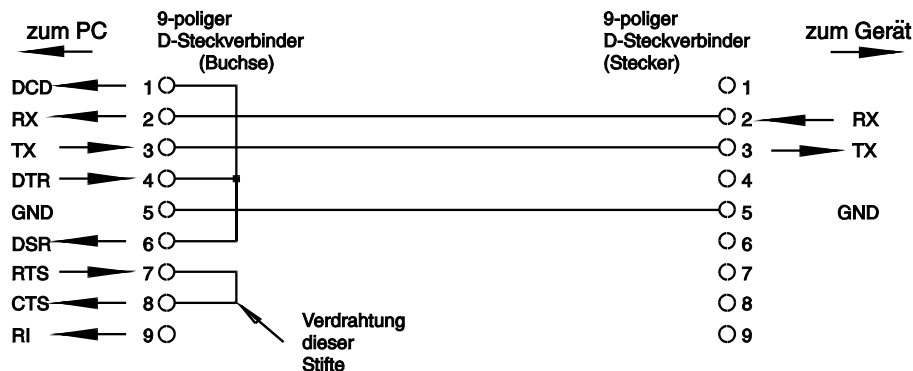 zum PC
9-poliger
D-Steckverbinder
(Buchse)
9-poliger
D-Steckverbinder
(Stecker)
zum Gerät
DCD 1 1
RX 2 2 RX
TX 3 3 TX
DTR 4 4
GND 5 5 GND
DSR 6 6
RTS 7 7
CTS 8 8
RI 9 9
Verdrahtung
dieser
Stifte